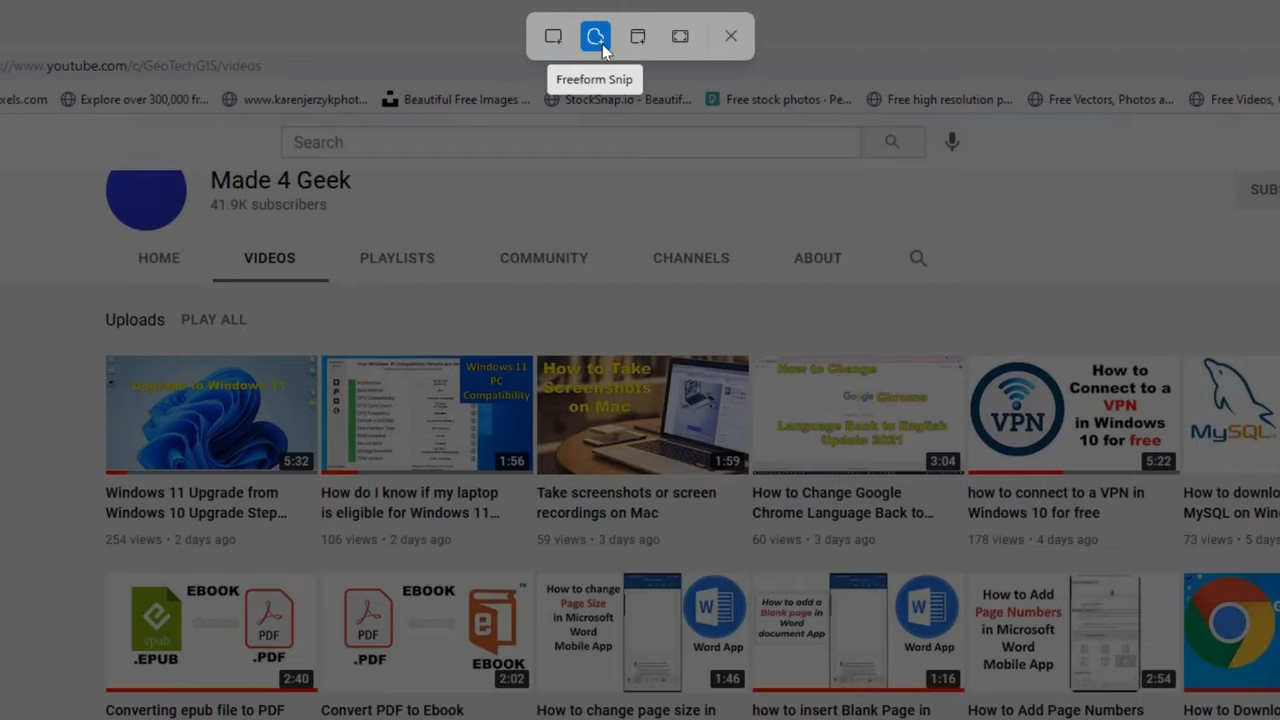 Freeform Snip
://www.youtube.com/c/GeoTechGIS/videos
xels.com Explore over 300,000 fr... www.karenjerzykphot... Beautiful Free Images ... StockSnap.io - Beautif... Free stock photos · Pe... Free high resolution p... Free Vectors, Photos a... Free Videos,
Search
Made 4 Geek
SUB
41.9K subscribers
HOME VIDEOS PLAYLISTS COMMUNITY CHANNELS ABOUT
Uploads PLAY ALL
Upgrade to Windows 11
5:32
Windows 11
PC
Compatibility
1:56
How to Take
Screenshots
on Mac
1:59
How to Change
Google Chrome
Language Back to English
Update 2021
3:04
VPN
How to
Connect to a
VPN
in Windows
10 for free
5:22
MySQL
Windows 11 Upgrade from
Windows 10 Upgrade Step...
254 views • 2 days ago
How do I know if my laptop
is eligible for Windows 11...
106 views • 2 days ago
Take screenshots or screen
recordings on Mac
59 views • 3 days ago
How to Change Google
Chrome Language Back to...
60 views • 3 days ago
how to connect to a VPN in
Windows 10 for free
178 views • 4 days ago
How to downlo
MySQL on Win
73 views • 5 days
EBOOK
epub
PDF
.EPUB .PDF
2:40
EBOOK
PDF
.PDF EBOOK
2:02
How to change
Page Size
in Microsoft
Word
Mobile App
W
Word App
1:46
How to add a
Blank page in
Word
document App
W
Word App
1:16
How to Add
Page Numbers
in Microsoft
Word
Mobile App
2:54
Converting epub file to PDF
Convert PDF to Ebook
How to change page size in
how to insert Blank Page in
How to Add Page Numbers
How to Downlo